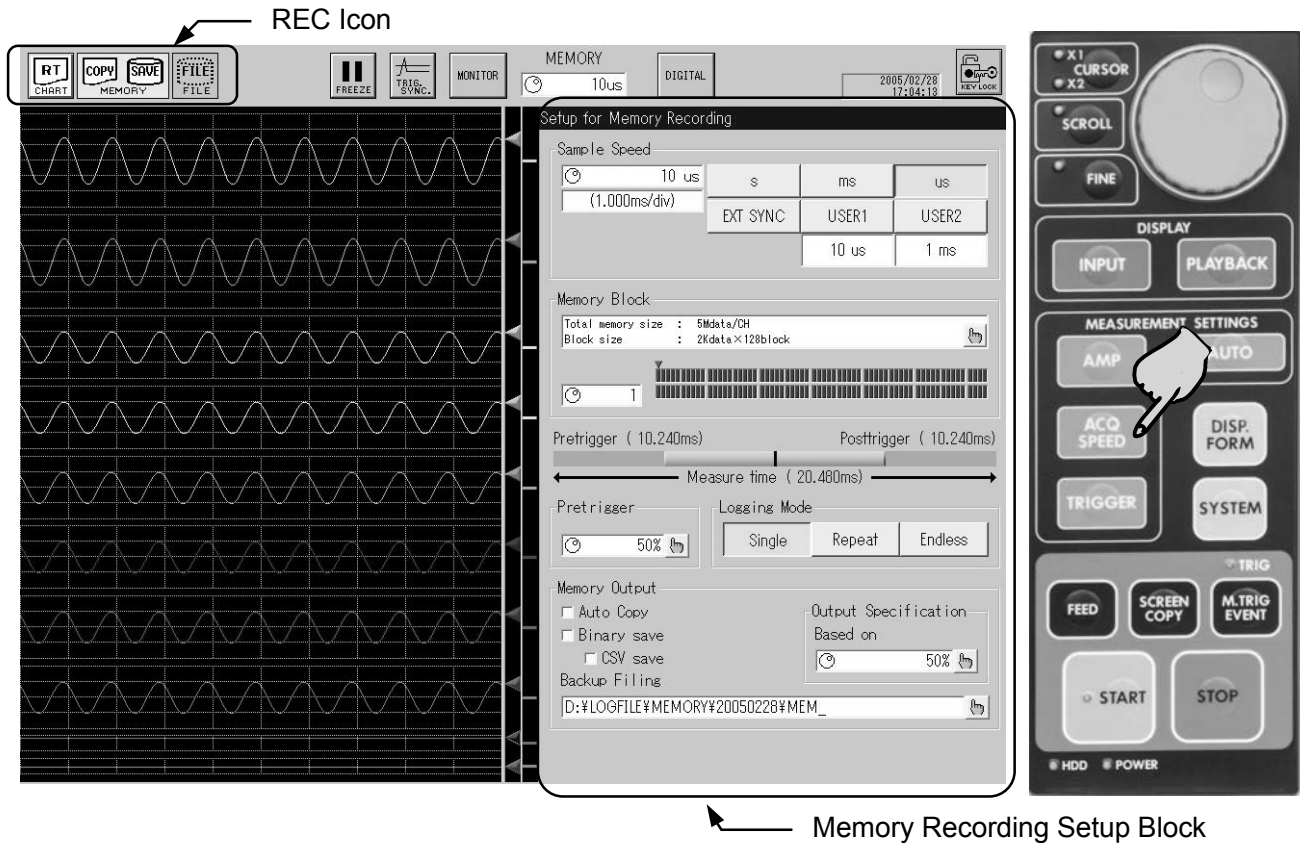 REC Icon
RT
CHART
COPY
SAVE
MEMORY
FILE
FILE
FREEZE
TRIG.
SYNC.
MONITOR
MEMORY
10us
DIGITAL
2005/02/28
17:04:13
KEY LOCK
Setup for Memory Recording
Sample Speed
10 us
s
ms
us
(1.000ms/div)
EXT SYNC
USER1
USER2
10 us
1 ms
Memory Block
Total memory size : 5Mdata/CH
Block size : 2Kdata×128block
1
Pretrigger ( 10.240ms)
Posttrigger ( 10.240ms)
Measure time ( 20.480ms)
Pretrigger
Logging Mode
50%
Single
Repeat
Endless
Memory Output
Auto Copy
Binary save
CSV save
Output Specification
Based on
50%
Backup Filing
D:¥LOGFILE¥MEMORY¥20050228¥MEM_
X1
CURSOR
X2
SCROLL
FINE
DISPLAY
INPUT
PLAYBACK
MEASUREMENT SETTINGS
AMP
AUTO
ACQ
SPEED
DISP.
FORM
TRIGGER
SYSTEM
TRIG
FEED
SCREEN
COPY
M.TRIG
EVENT
START
STOP
HDD
POWER
Memory Recording Setup Block